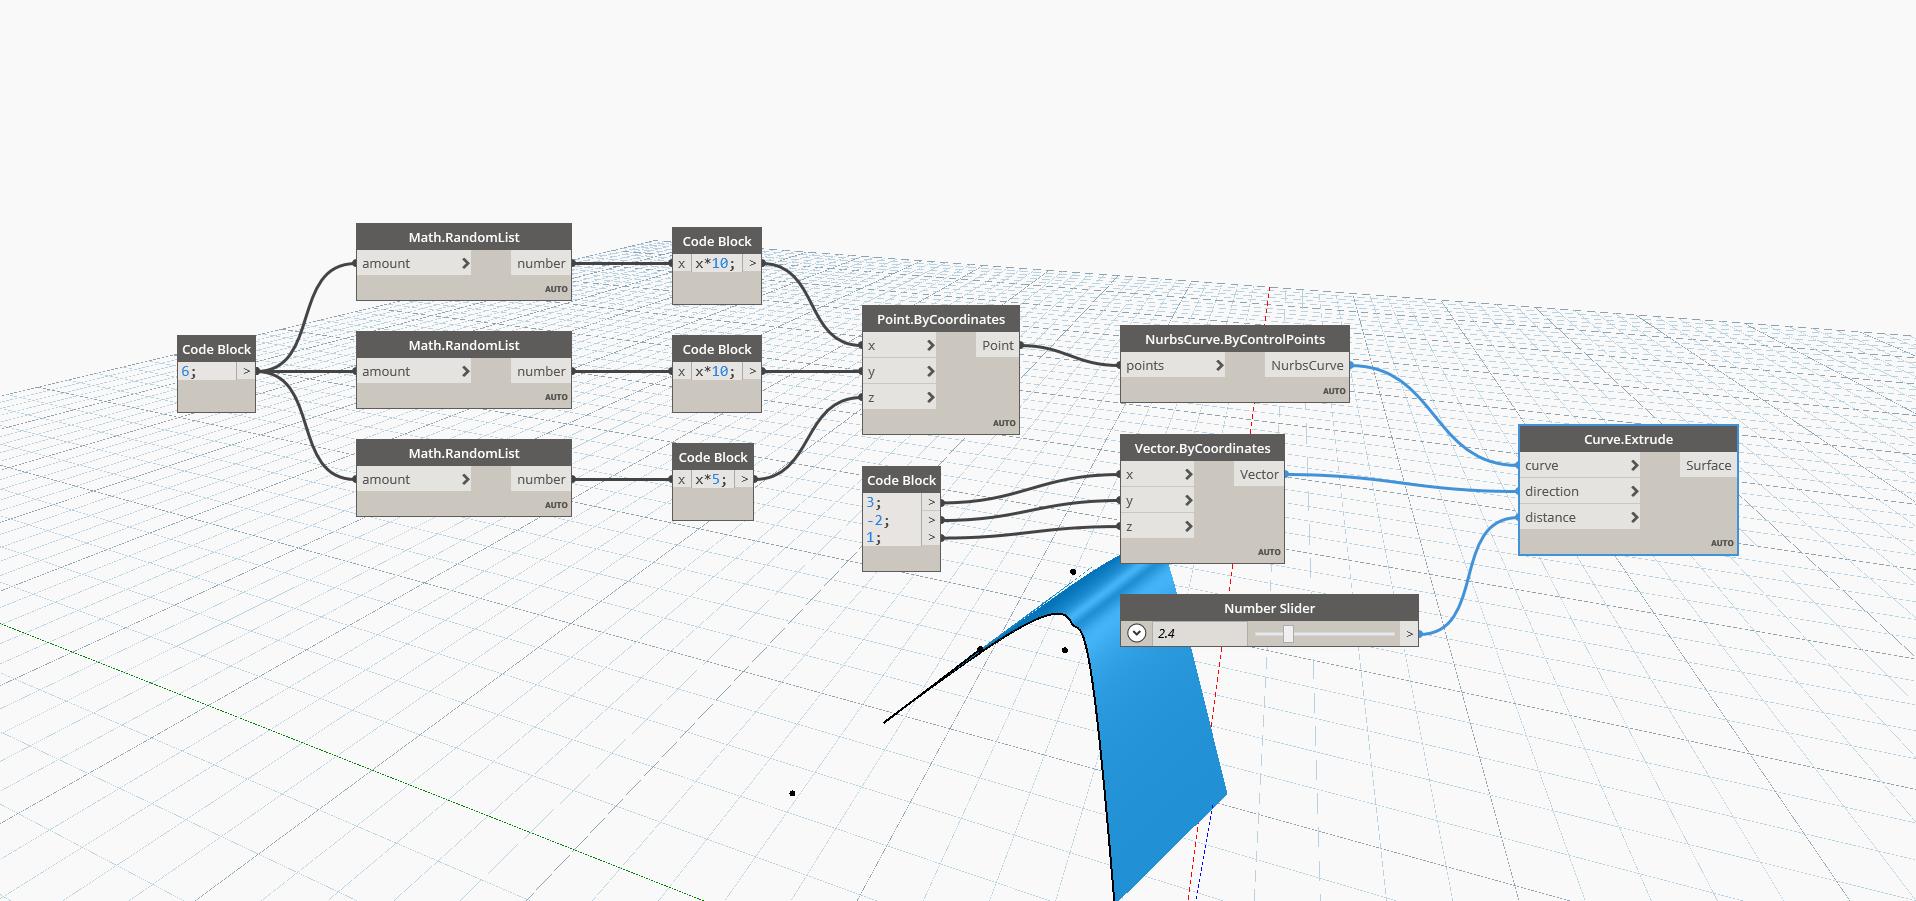 Code Block
6; >
Math.RandomList
amount > number
AUTO
Math.RandomList
amount > number
AUTO
Math.RandomList
amount > number
AUTO
Code Block
x x*10; >
Code Block
x x*10; >
Code Block
x x*5; >
Point.ByCoordinates
x > Point
y >
z >
AUTO
Code Block
3; >
-2; >
1; >
NurbsCurve.ByControlPoints
points > NurbsCurve
AUTO
Vector.ByCoordinates
x > Vector
y >
z >
AUTO
Number Slider
2.4 >
Curve.Extrude
curve > Surface
direction >
distance >
AUTO